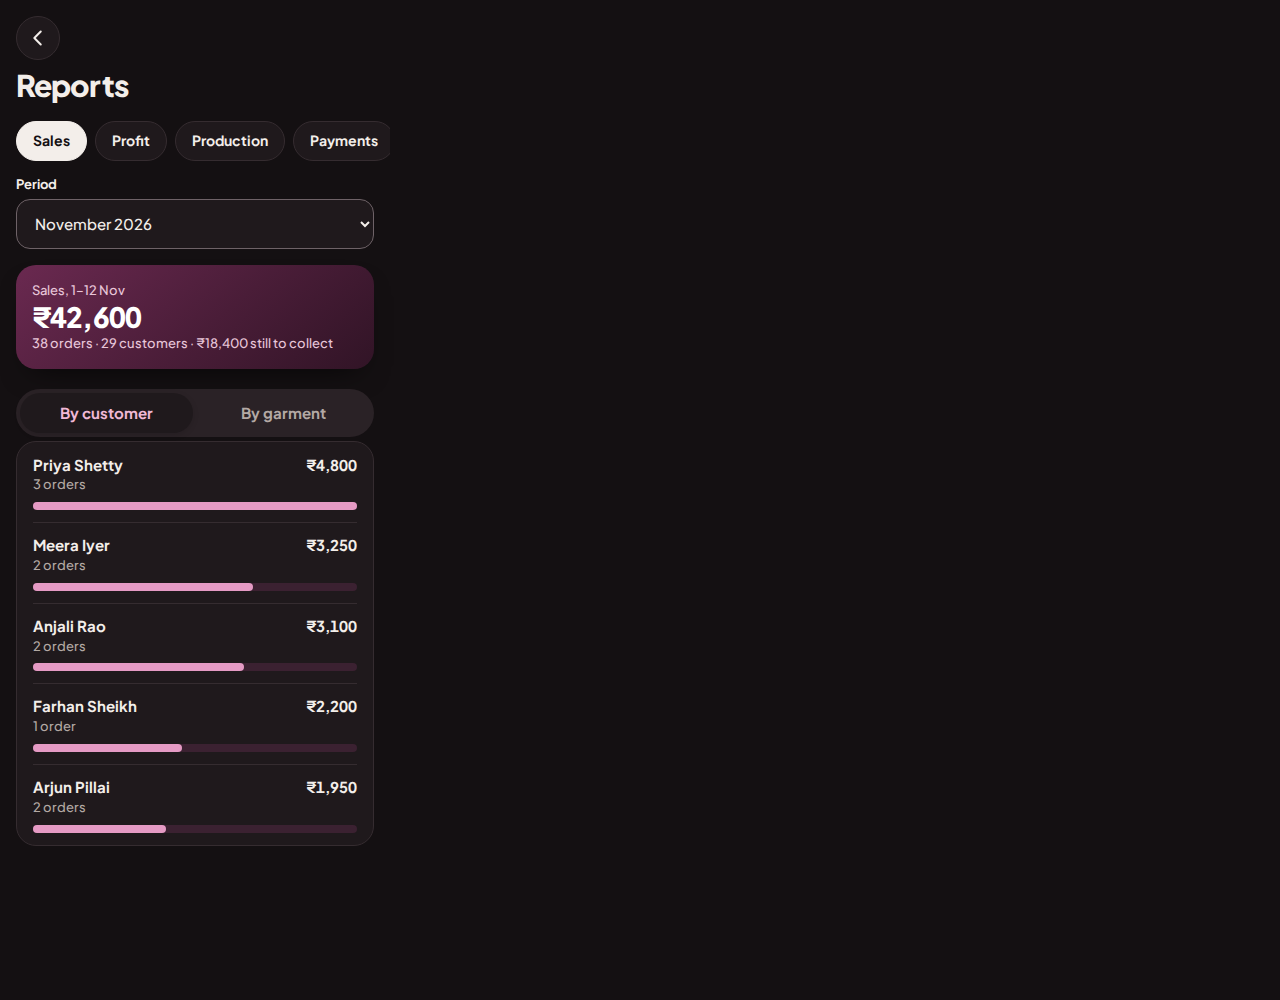 Reports
Sales Profit Production Payments
Period
November 2026
Sales, 1–12 Nov
₹42,600
38 orders · 29 customers · ₹18,400 still to collect
By customer By garment
Priya Shetty ₹4,800
3 orders
Meera Iyer ₹3,250
2 orders
Anjali Rao ₹3,100
2 orders
Farhan Sheikh ₹2,200
1 order
Arjun Pillai ₹1,950
2 orders